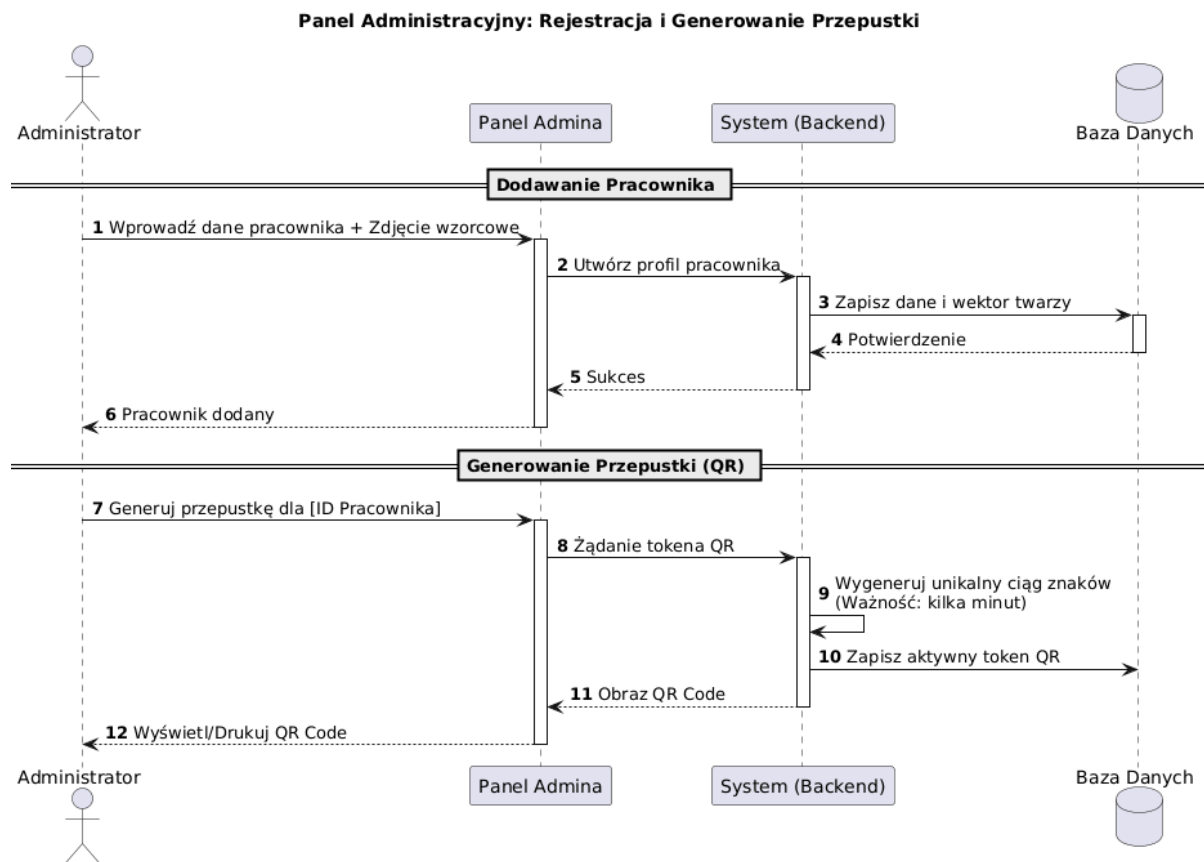 Panel Administracyjny: Rejestracja i Generowanie Przepustki
Administrator
Panel Admina
System (Backend)
Baza Danych
Dodawanie Pracownika
1 Wprowadź dane pracownika + Zdjęcie wzorcowe
2 Utwórz profil pracownika
3 Zapisz dane i wektor twarzy
4 Potwierdzenie
5 Sukces
6 Pracownik dodany
Generowanie Przepustki (QR)
7 Generuj przepustkę dla [ID Pracownika]
8 Żądanie tokena QR
9 Wygeneruj unikalny ciąg znaków
(Ważność: kilka minut)
10 Zapisz aktywny token QR
11 Obraz QR Code
12 Wyświetl/Drukuj QR Code
Administrator
Panel Admina
System (Backend)
Baza Danych